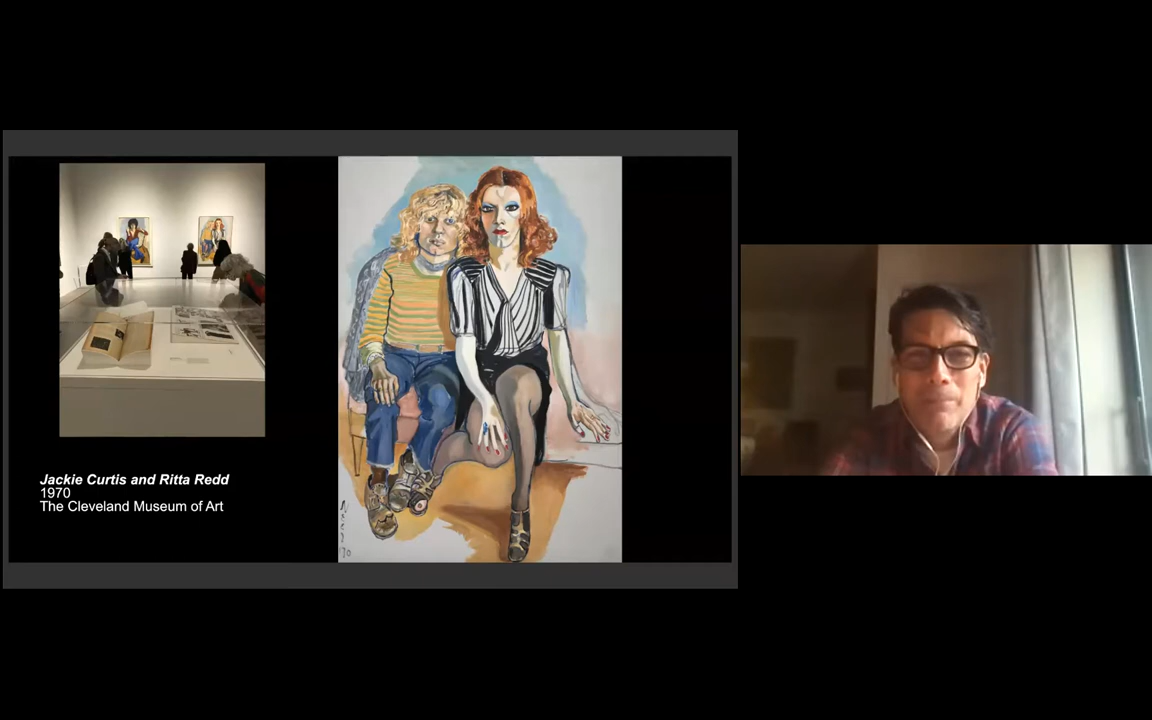 Jackie Curtis and Ritta Redd
1970
The Cleveland Museum of Art